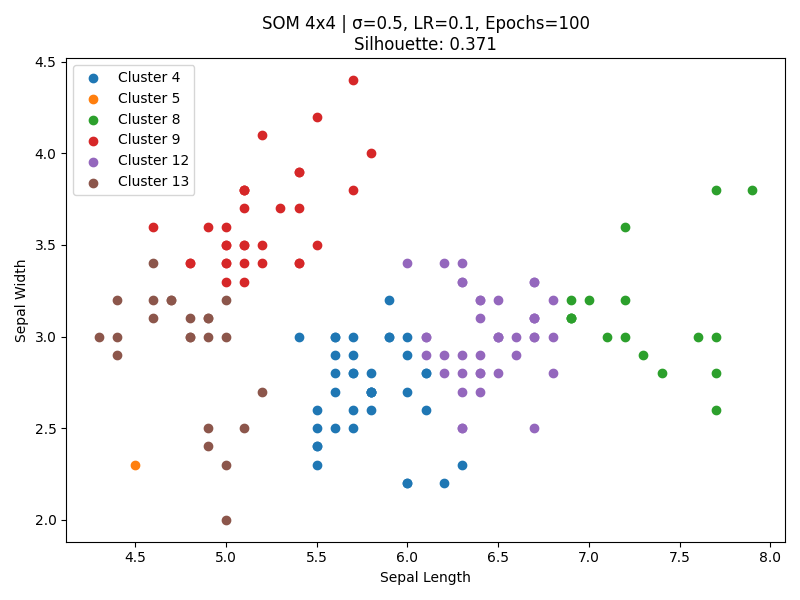 SOM 4x4 | σ=0.5, LR=0.1, Epochs=100
Silhouette: 0.371
Cluster 4
Cluster 5
Cluster 8
Cluster 9
Cluster 12
Cluster 13
Sepal Width
4.5
4.0
3.5
3.0
2.5
2.0
4.5 5.0 5.5 6.0 6.5 7.0 7.5 8.0
Sepal Length